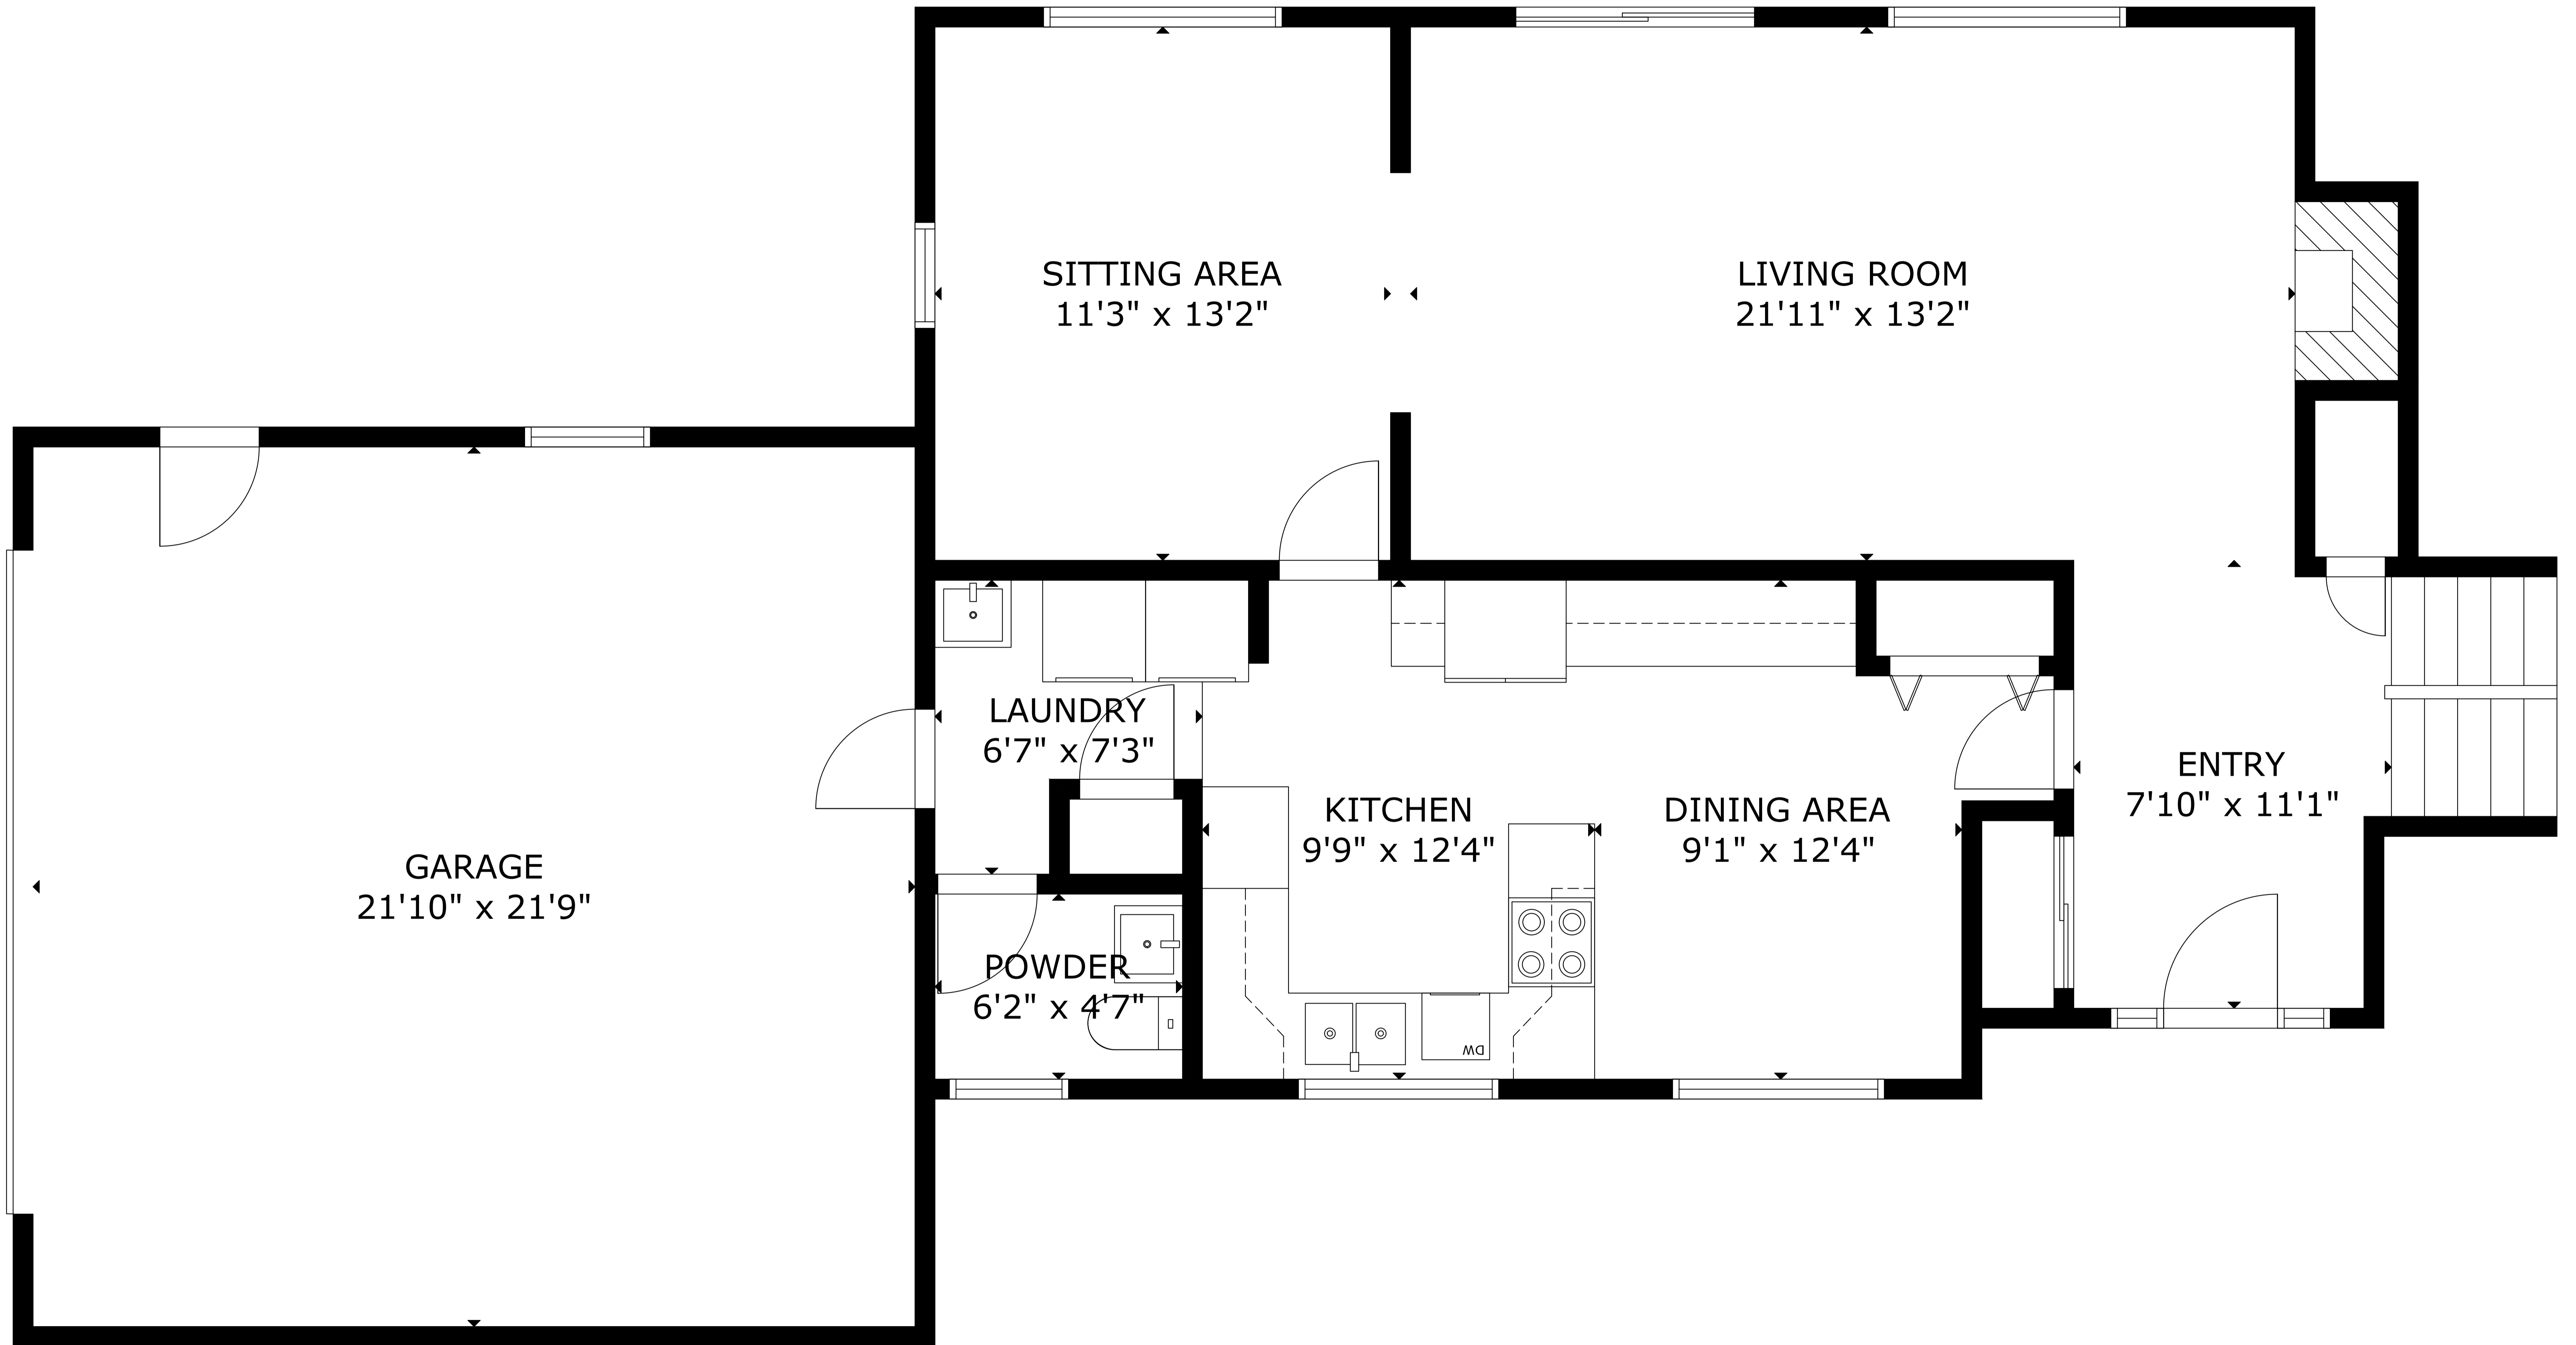 SITTING AREA
11'3" x 13'2"
LIVING ROOM
21'11" x 13'2"
LAUNDRY
6'7" x 7'3"
ENTRY
7'10" x 11'1"
KITCHEN
9'9" x 12'4"
DINING AREA
9'1" x 12'4"
GARAGE
21'10" x 21'9"
POWDER
6'2" x 4'7"
DW